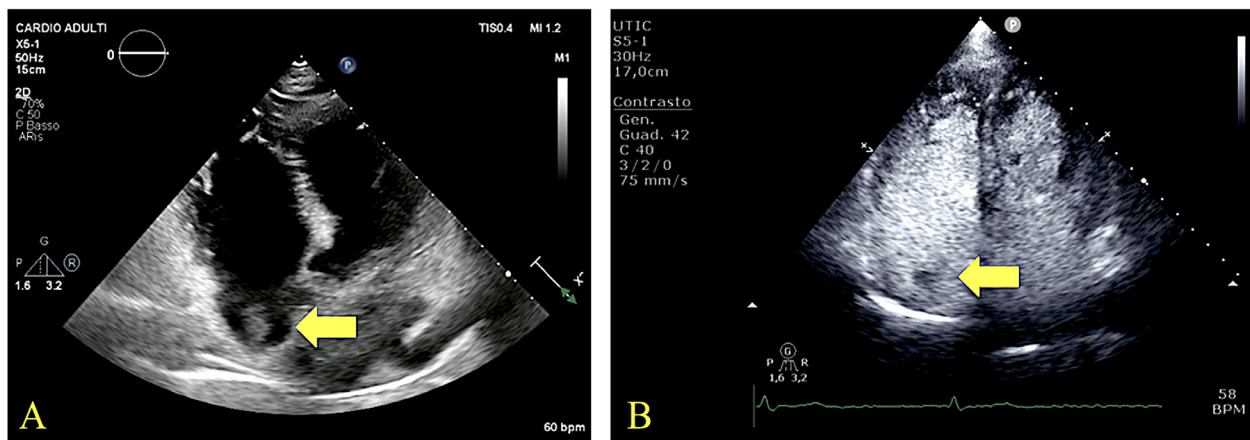 CARDIO ADULTI
X5-1
50Hz
15cm
0
2D
70%
C 50
P Basso
ARis
TIS0.4 MI 1.2
M1
P
G
P R
1.6 3.2
X
A
60 bpm
UTIC
S5-1
30Hz
17,0cm
Contrasto
Gen.
Guad. 42
C 40
3/2/0
75 mm/s
P
G
P R
1,6 3,2
B
58
BPM